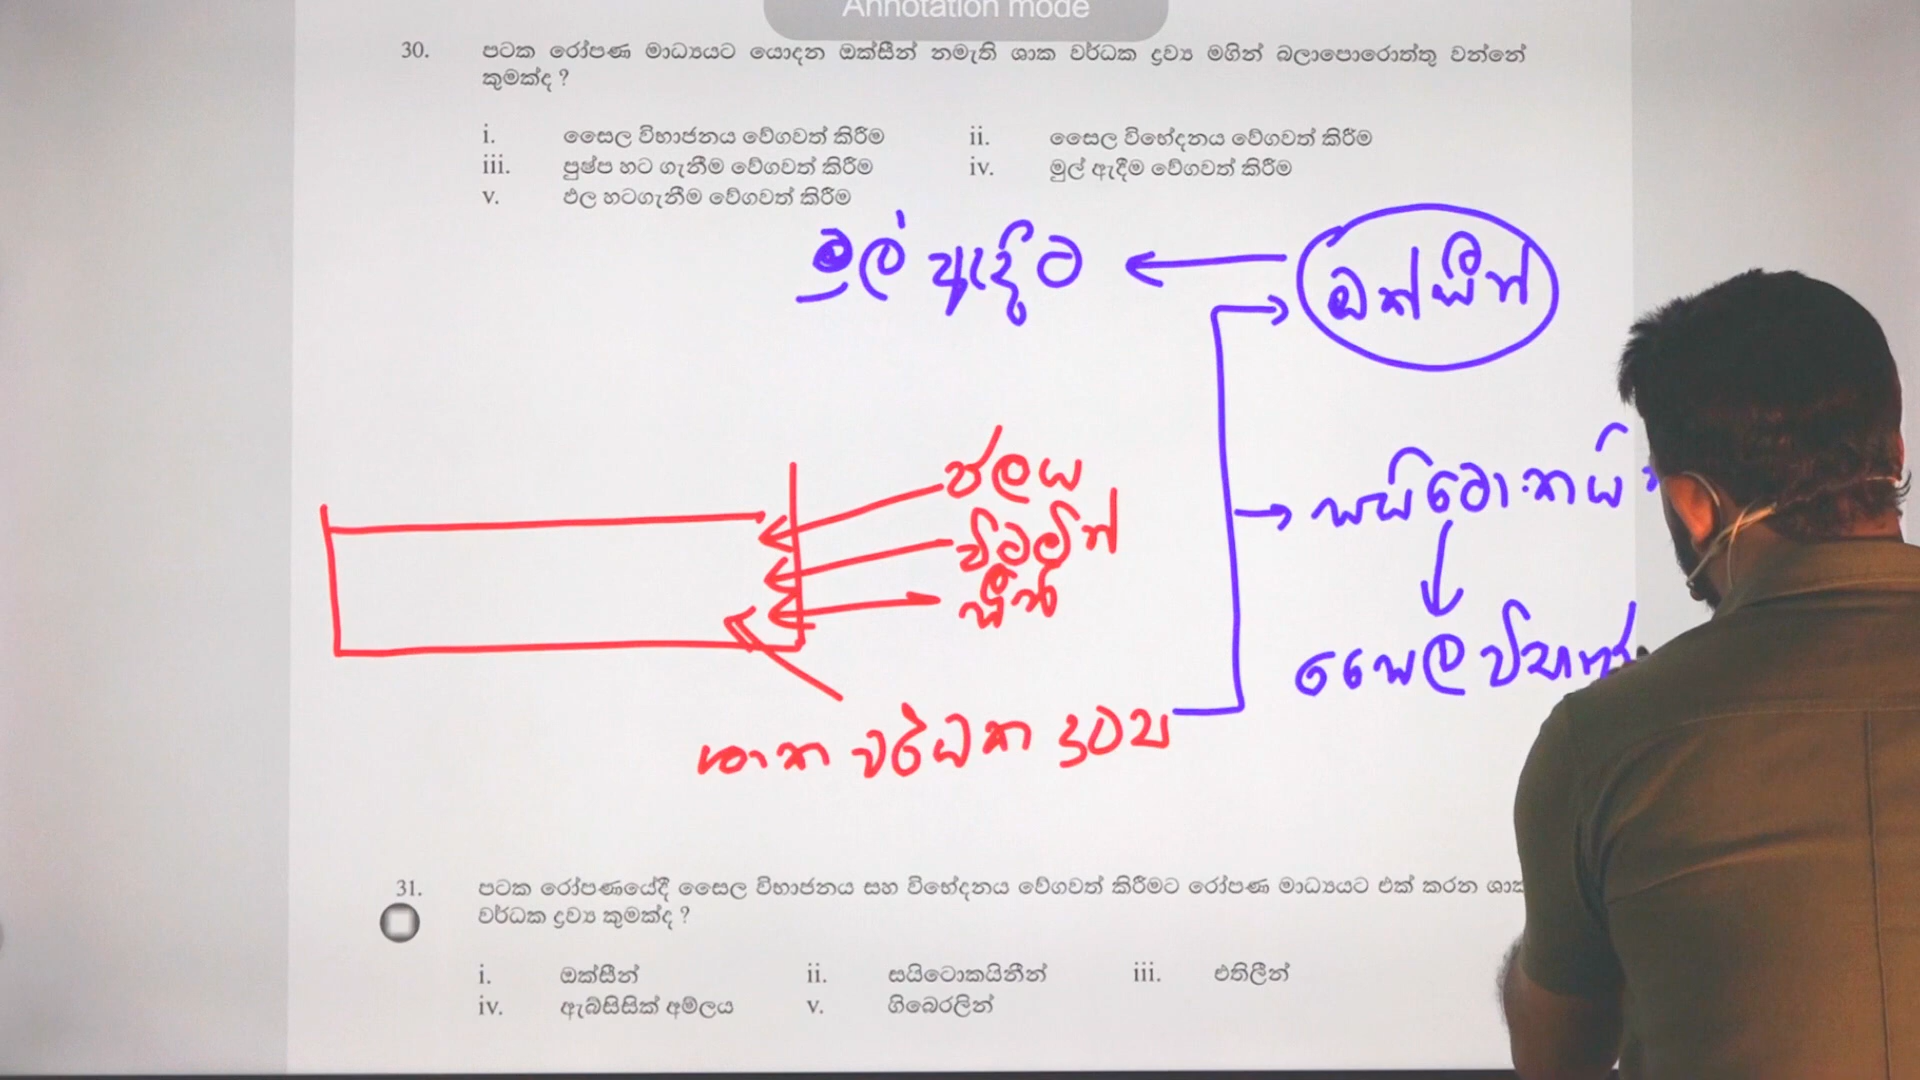 Annotation mode
30. පටක රෝපණ මාධ්‍යයට යොදන ඔක්සීන් නමැති ශාක වර්ධක ද්‍රව්‍ය මගින් බලාපොරොත්තු වන්නේ
කුමක්ද ?
i. සෛල විභාජනය වේගවත් කිරීම ii. සෛල විභේදනය වේගවත් කිරීම
iii. පුෂ්ප හට ගැනීම වේගවත් කිරීම iv. මුල් ඇදීම වේගවත් කිරීම
v. ඵල හටගැනීම වේගවත් කිරීම
මුල් ඇදීට ඔක්සීන්
ජලය
විටමින්
සීනි
සෛල
ශාක වර්ධක ද්‍රව්‍ය
31. පටක රෝපණයේදී සෛල විභාජනය සහ විභේදනය වේගවත් කිරීමට රෝපණ මාධ්‍යයට එක් කරන ශාක
වර්ධක ද්‍රව්‍ය කුමක්ද ?
i. ඔක්සීන් ii. සයිටොකයිනීන් iii. එතිලීන්
iv. ඇබ්සිසික් අම්ලය v. ගිබෙරලින්